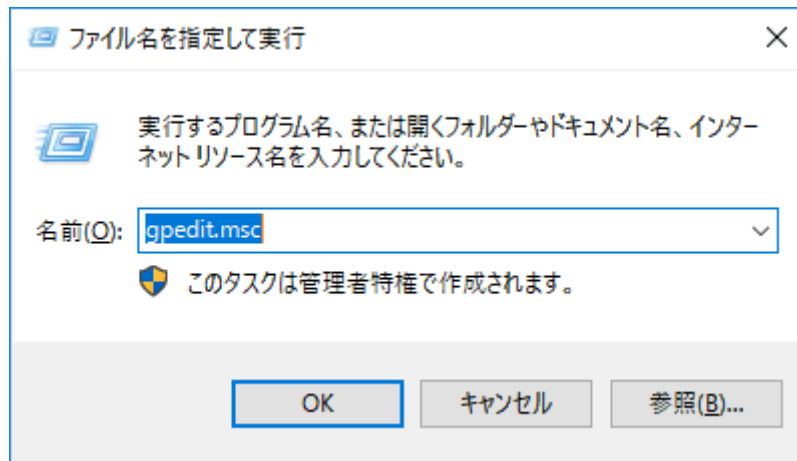 ファイル名を指定して実行
実行するプログラム名、または開くフォルダーやドキュメント名、インター
ネット リソース名を入力してください。
名前(O): gpedit.msc
このタスクは管理者特権で作成されます。
OK キャンセル 参照(B)...